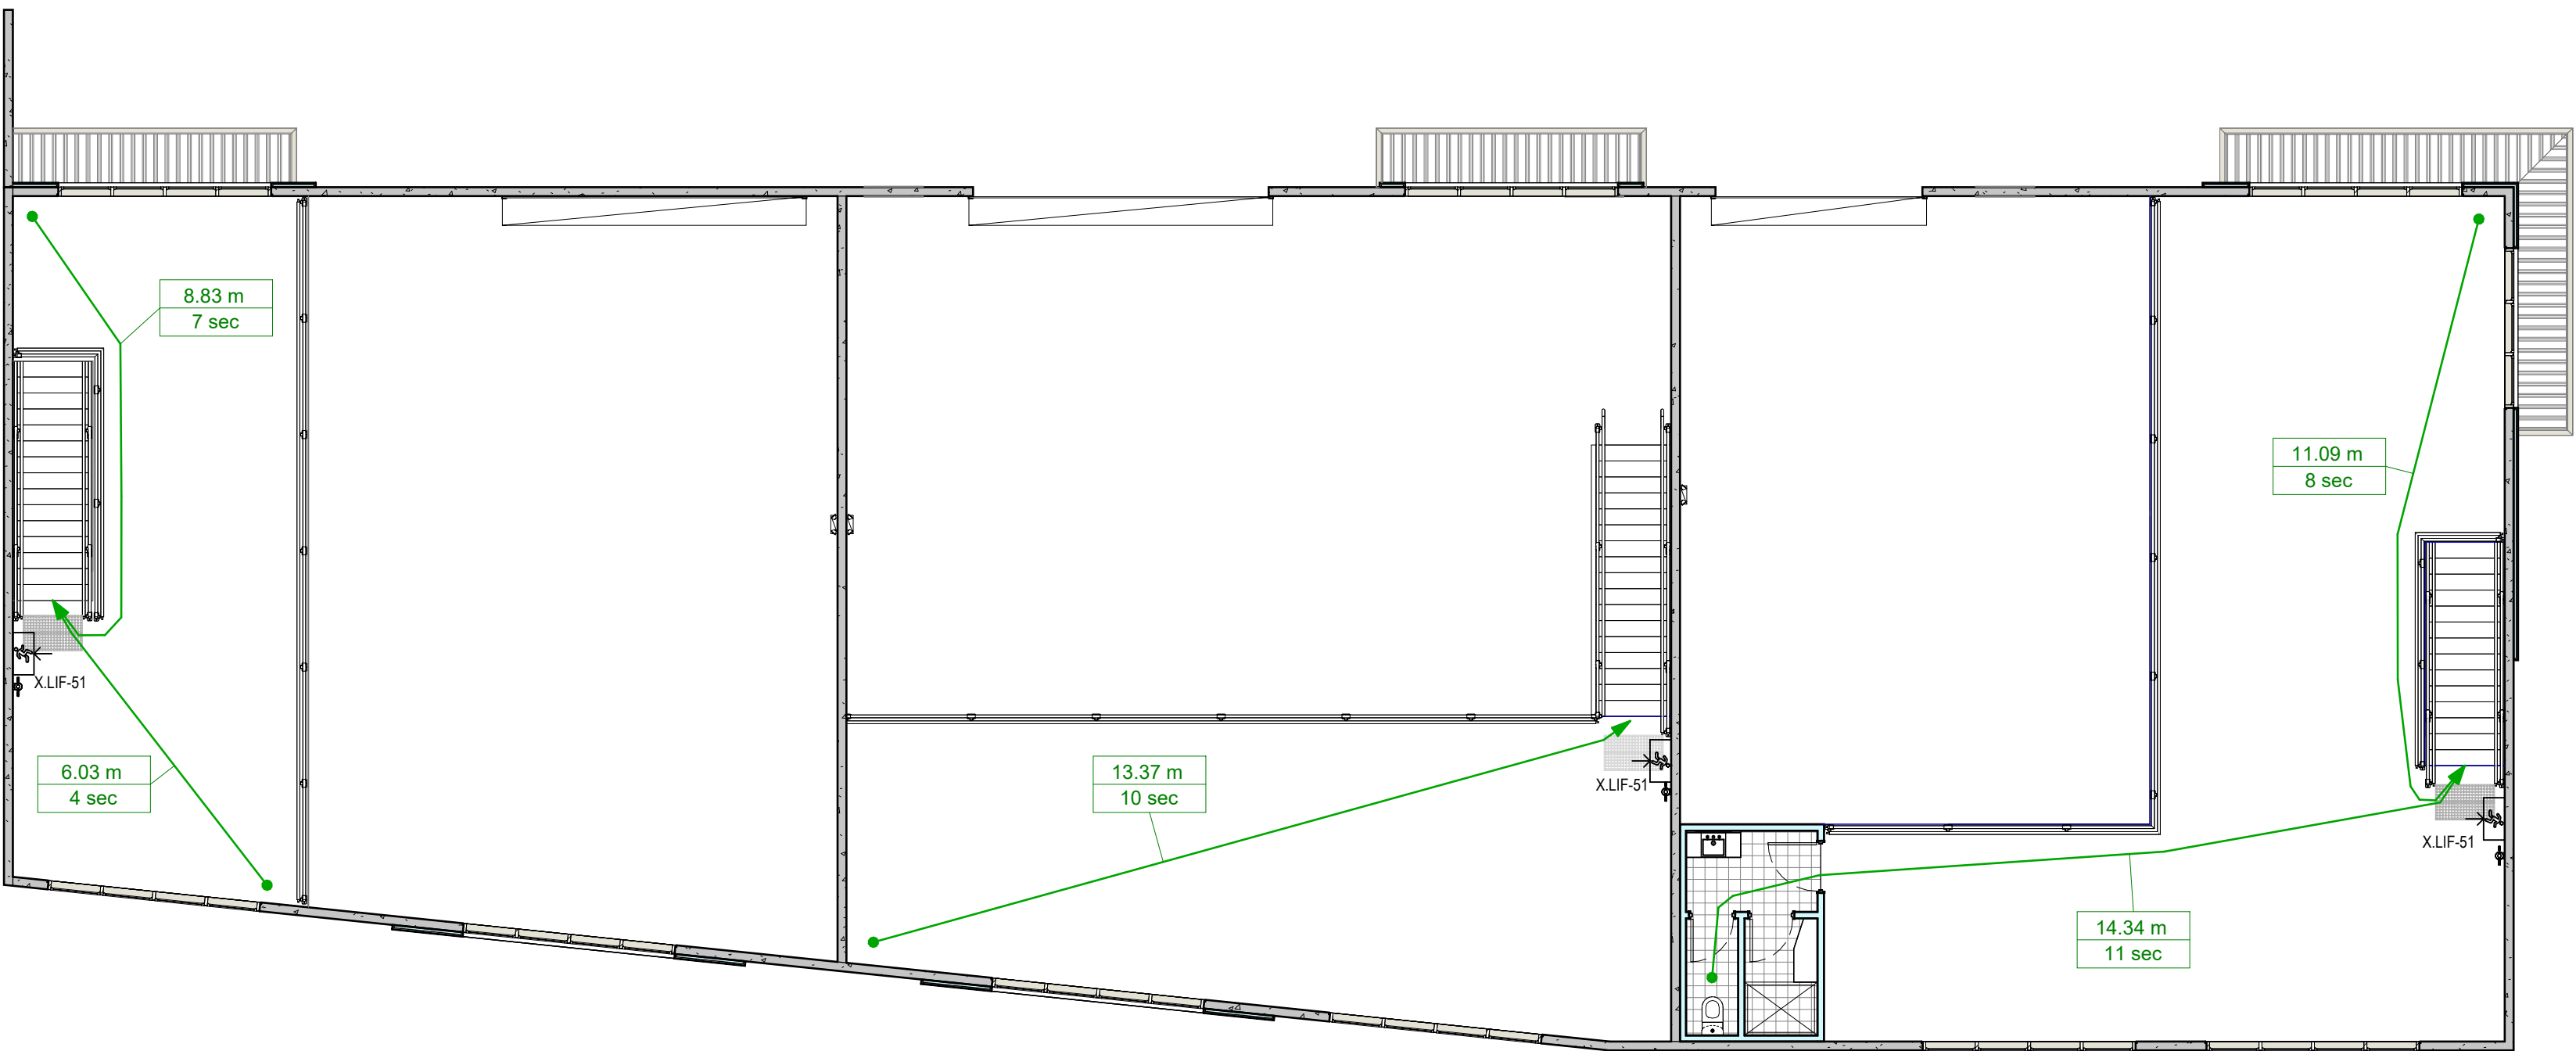 8.83 m
7 sec
11.09 m
8 sec
X.LIF-51
6.03 m
4 sec
13.37 m
10 sec
X.LIF-51
X.LIF-51
14.34 m
11 sec